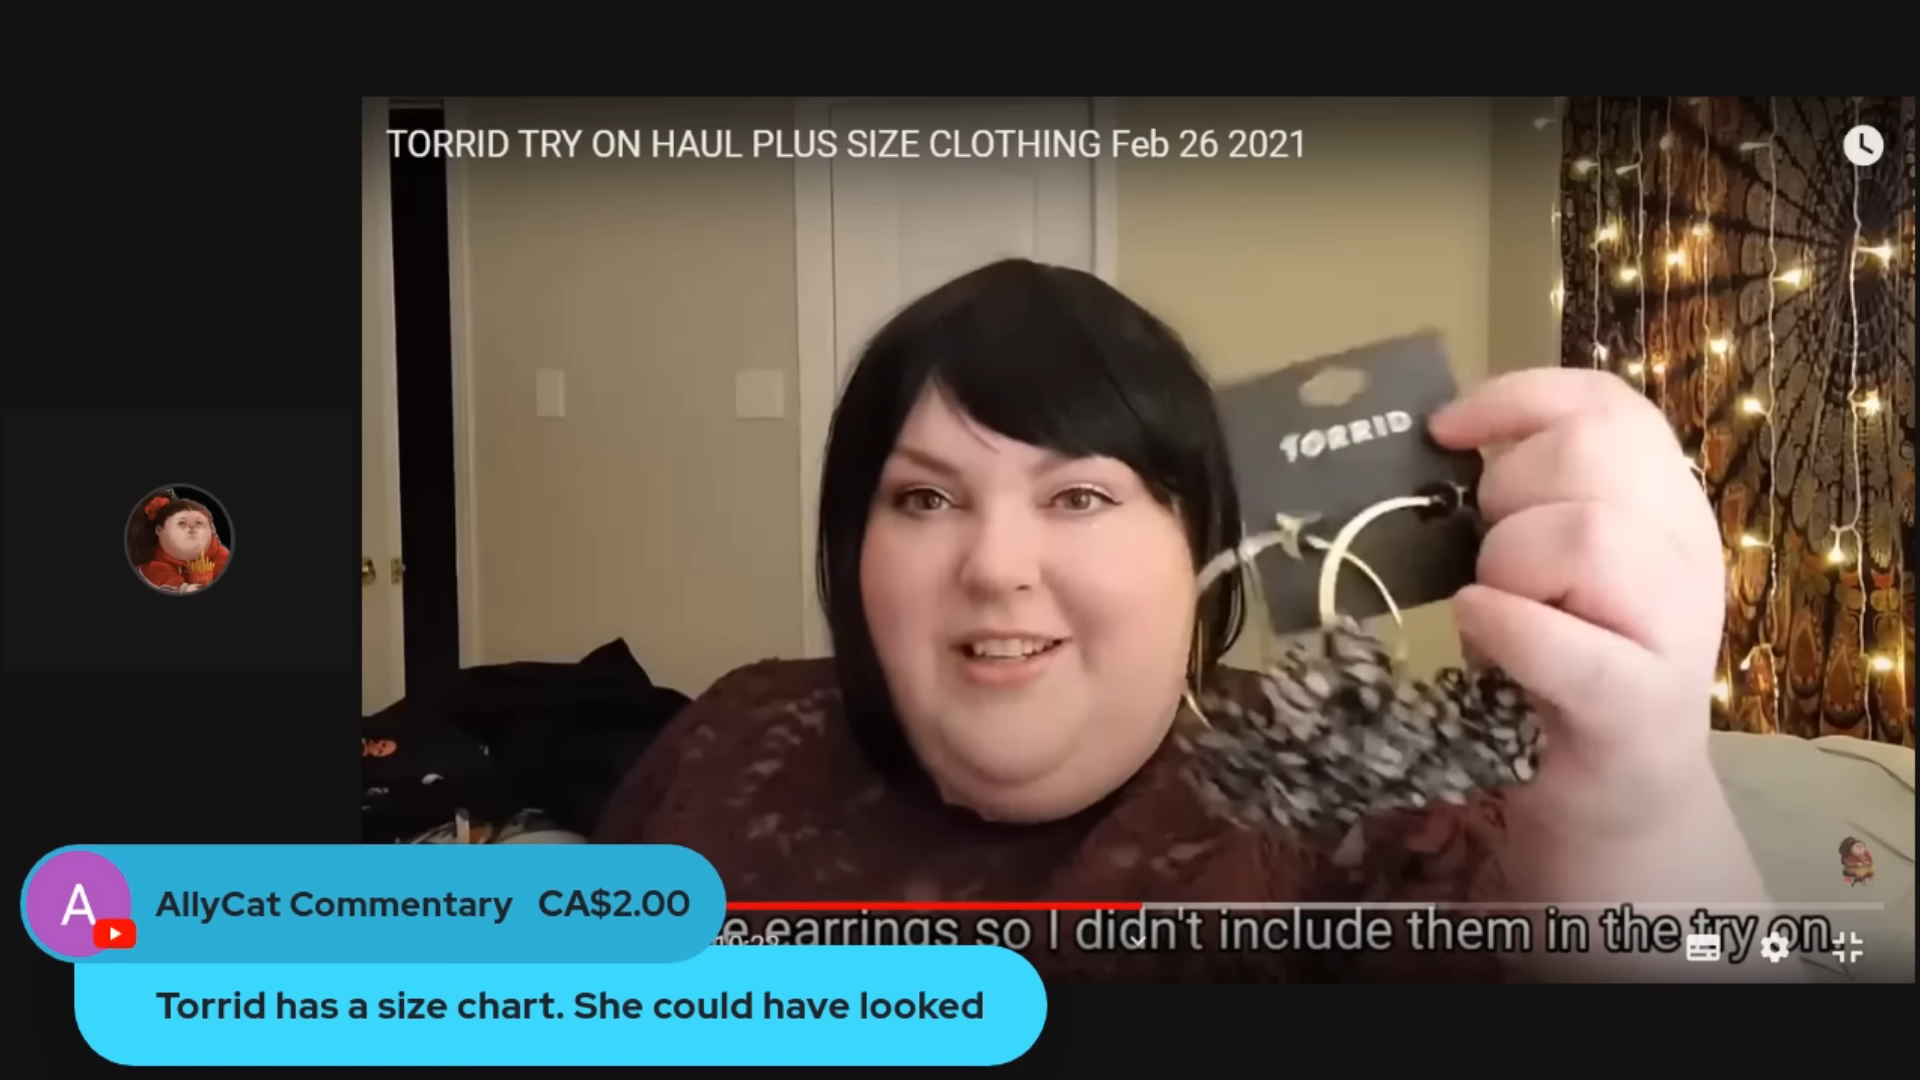 TORRID TRY ON HAUL PLUS SIZE CLOTHING Feb 26 2021
TORRID
A
AllyCat Commentary CA$2.00
earrings so I didn't include them in the try on.
Torrid has a size chart. She could have looked